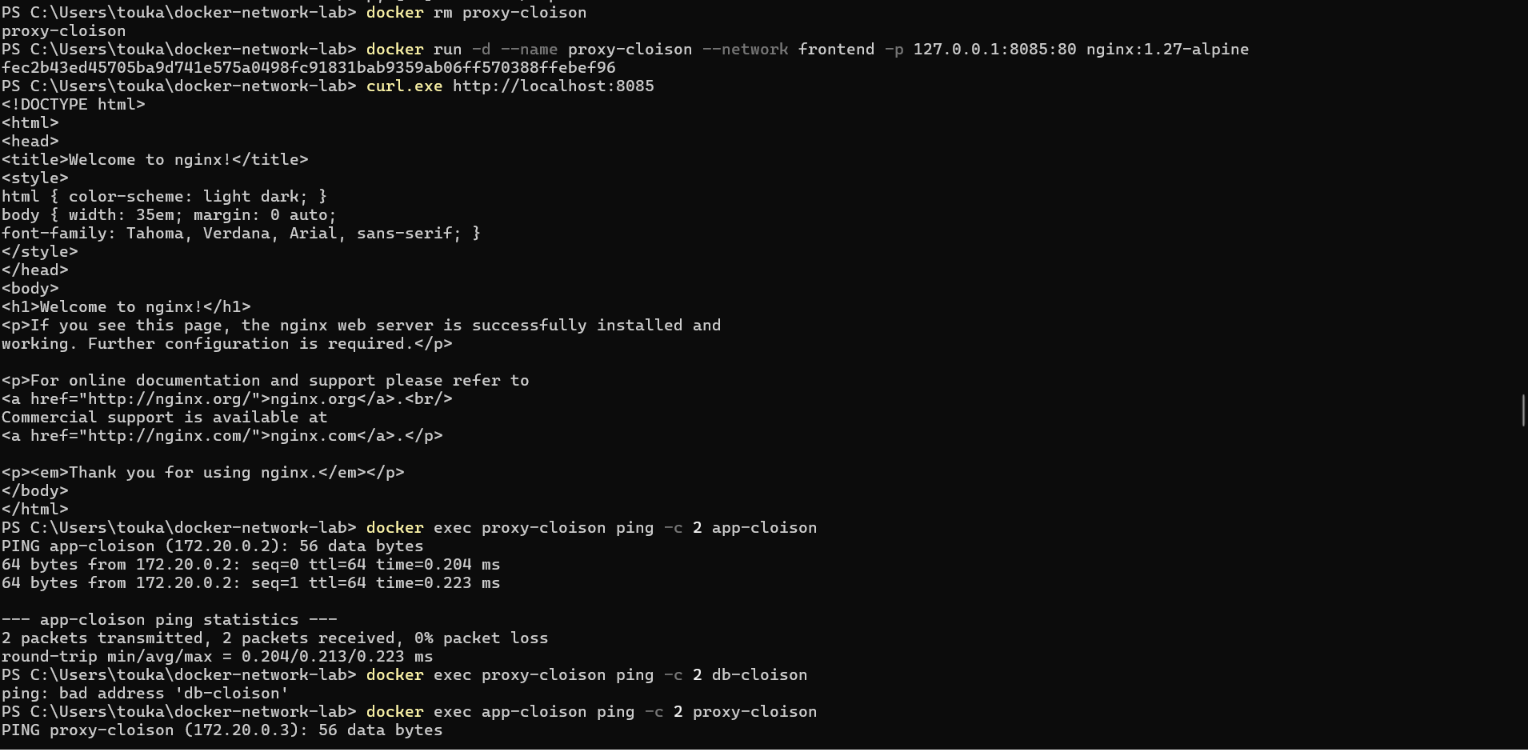 PS C:\Users\touka\docker-network-lab> docker rm proxy-cloison
proxy-cloison
PS C:\Users\touka\docker-network-lab> docker run -d --name proxy-cloison --network frontend -p 127.0.0.1:8085:80 nginx:1.27-alpine
fec2b43ed45705ba9d741e575a0498fc91831bab9359ab06ff570388ffebef96
PS C:\Users\touka\docker-network-lab> curl.exe http://localhost:8085
<!DOCTYPE html>
<html>
<head>
<title>Welcome to nginx!</title>
<style>
html { color-scheme: light dark; }
body { width: 35em; margin: 0 auto;
font-family: Tahoma, Verdana, Arial, sans-serif; }
</style>
</head>
<body>
<h1>Welcome to nginx!</h1>
<p>If you see this page, the nginx web server is successfully installed and
working. Further configuration is required.</p>

<p>For online documentation and support please refer to
<a href="http://nginx.org/">nginx.org</a>.<br/>
Commercial support is available at
<a href="http://nginx.com/">nginx.com</a>.</p>

<p><em>Thank you for using nginx.</em></p>
</body>
</html>
PS C:\Users\touka\docker-network-lab> docker exec proxy-cloison ping -c 2 app-cloison
PING app-cloison (172.20.0.2): 56 data bytes
64 bytes from 172.20.0.2: seq=0 ttl=64 time=0.204 ms
64 bytes from 172.20.0.2: seq=1 ttl=64 time=0.223 ms

--- app-cloison ping statistics ---
2 packets transmitted, 2 packets received, 0% packet loss
round-trip min/avg/max = 0.204/0.213/0.223 ms
PS C:\Users\touka\docker-network-lab> docker exec proxy-cloison ping -c 2 db-cloison
ping: bad address 'db-cloison'
PS C:\Users\touka\docker-network-lab> docker exec app-cloison ping -c 2 proxy-cloison
PING proxy-cloison (172.20.0.3): 56 data bytes